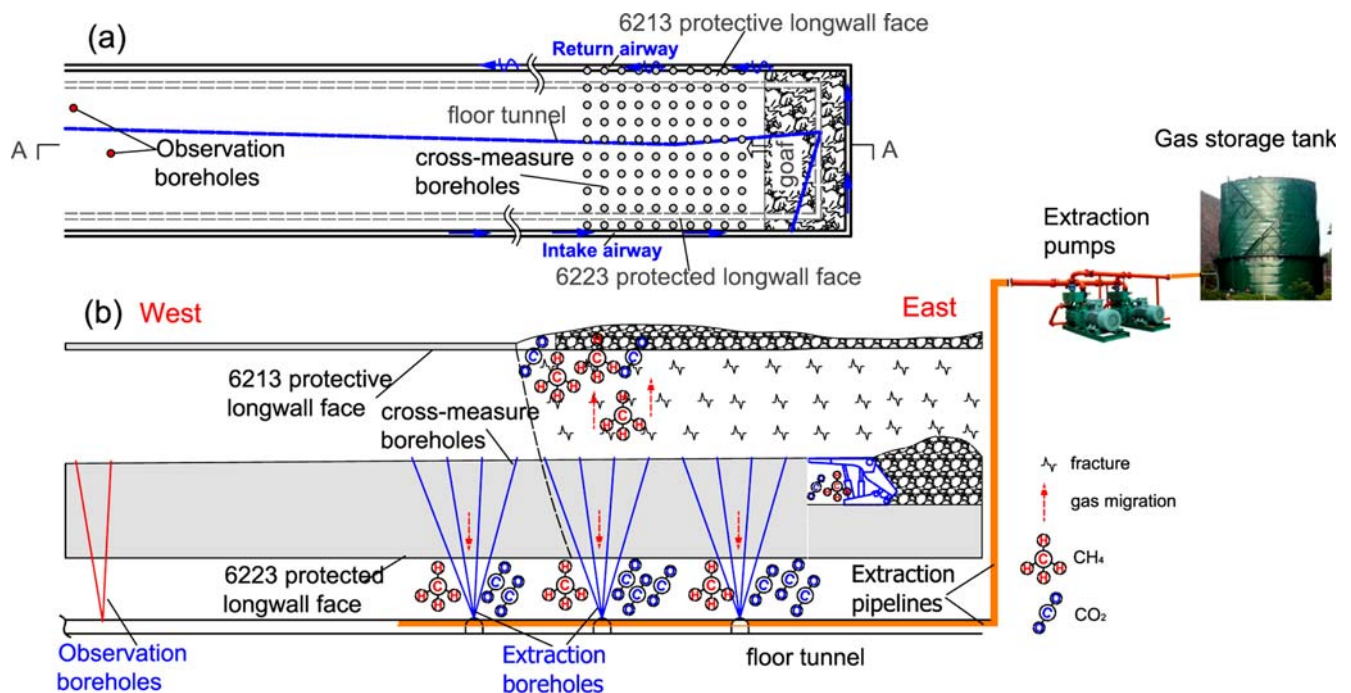 (a)
6213 protective longwall face
Return airway
floor tunnel
A
Observation
boreholes
cross-measure
boreholes
goaf
A
Intake airway
6223 protected longwall face
Gas storage tank
Extraction
pumps
(b)
West
East
6213 protective
longwall face
cross-measure
boreholes
6223 protected
longwall face
Observation
boreholes
Extraction
boreholes
floor tunnel
Extraction
pipelines
fracture
gas migration
CH₄
CO₂
H
H
C
H
H
O
C
O